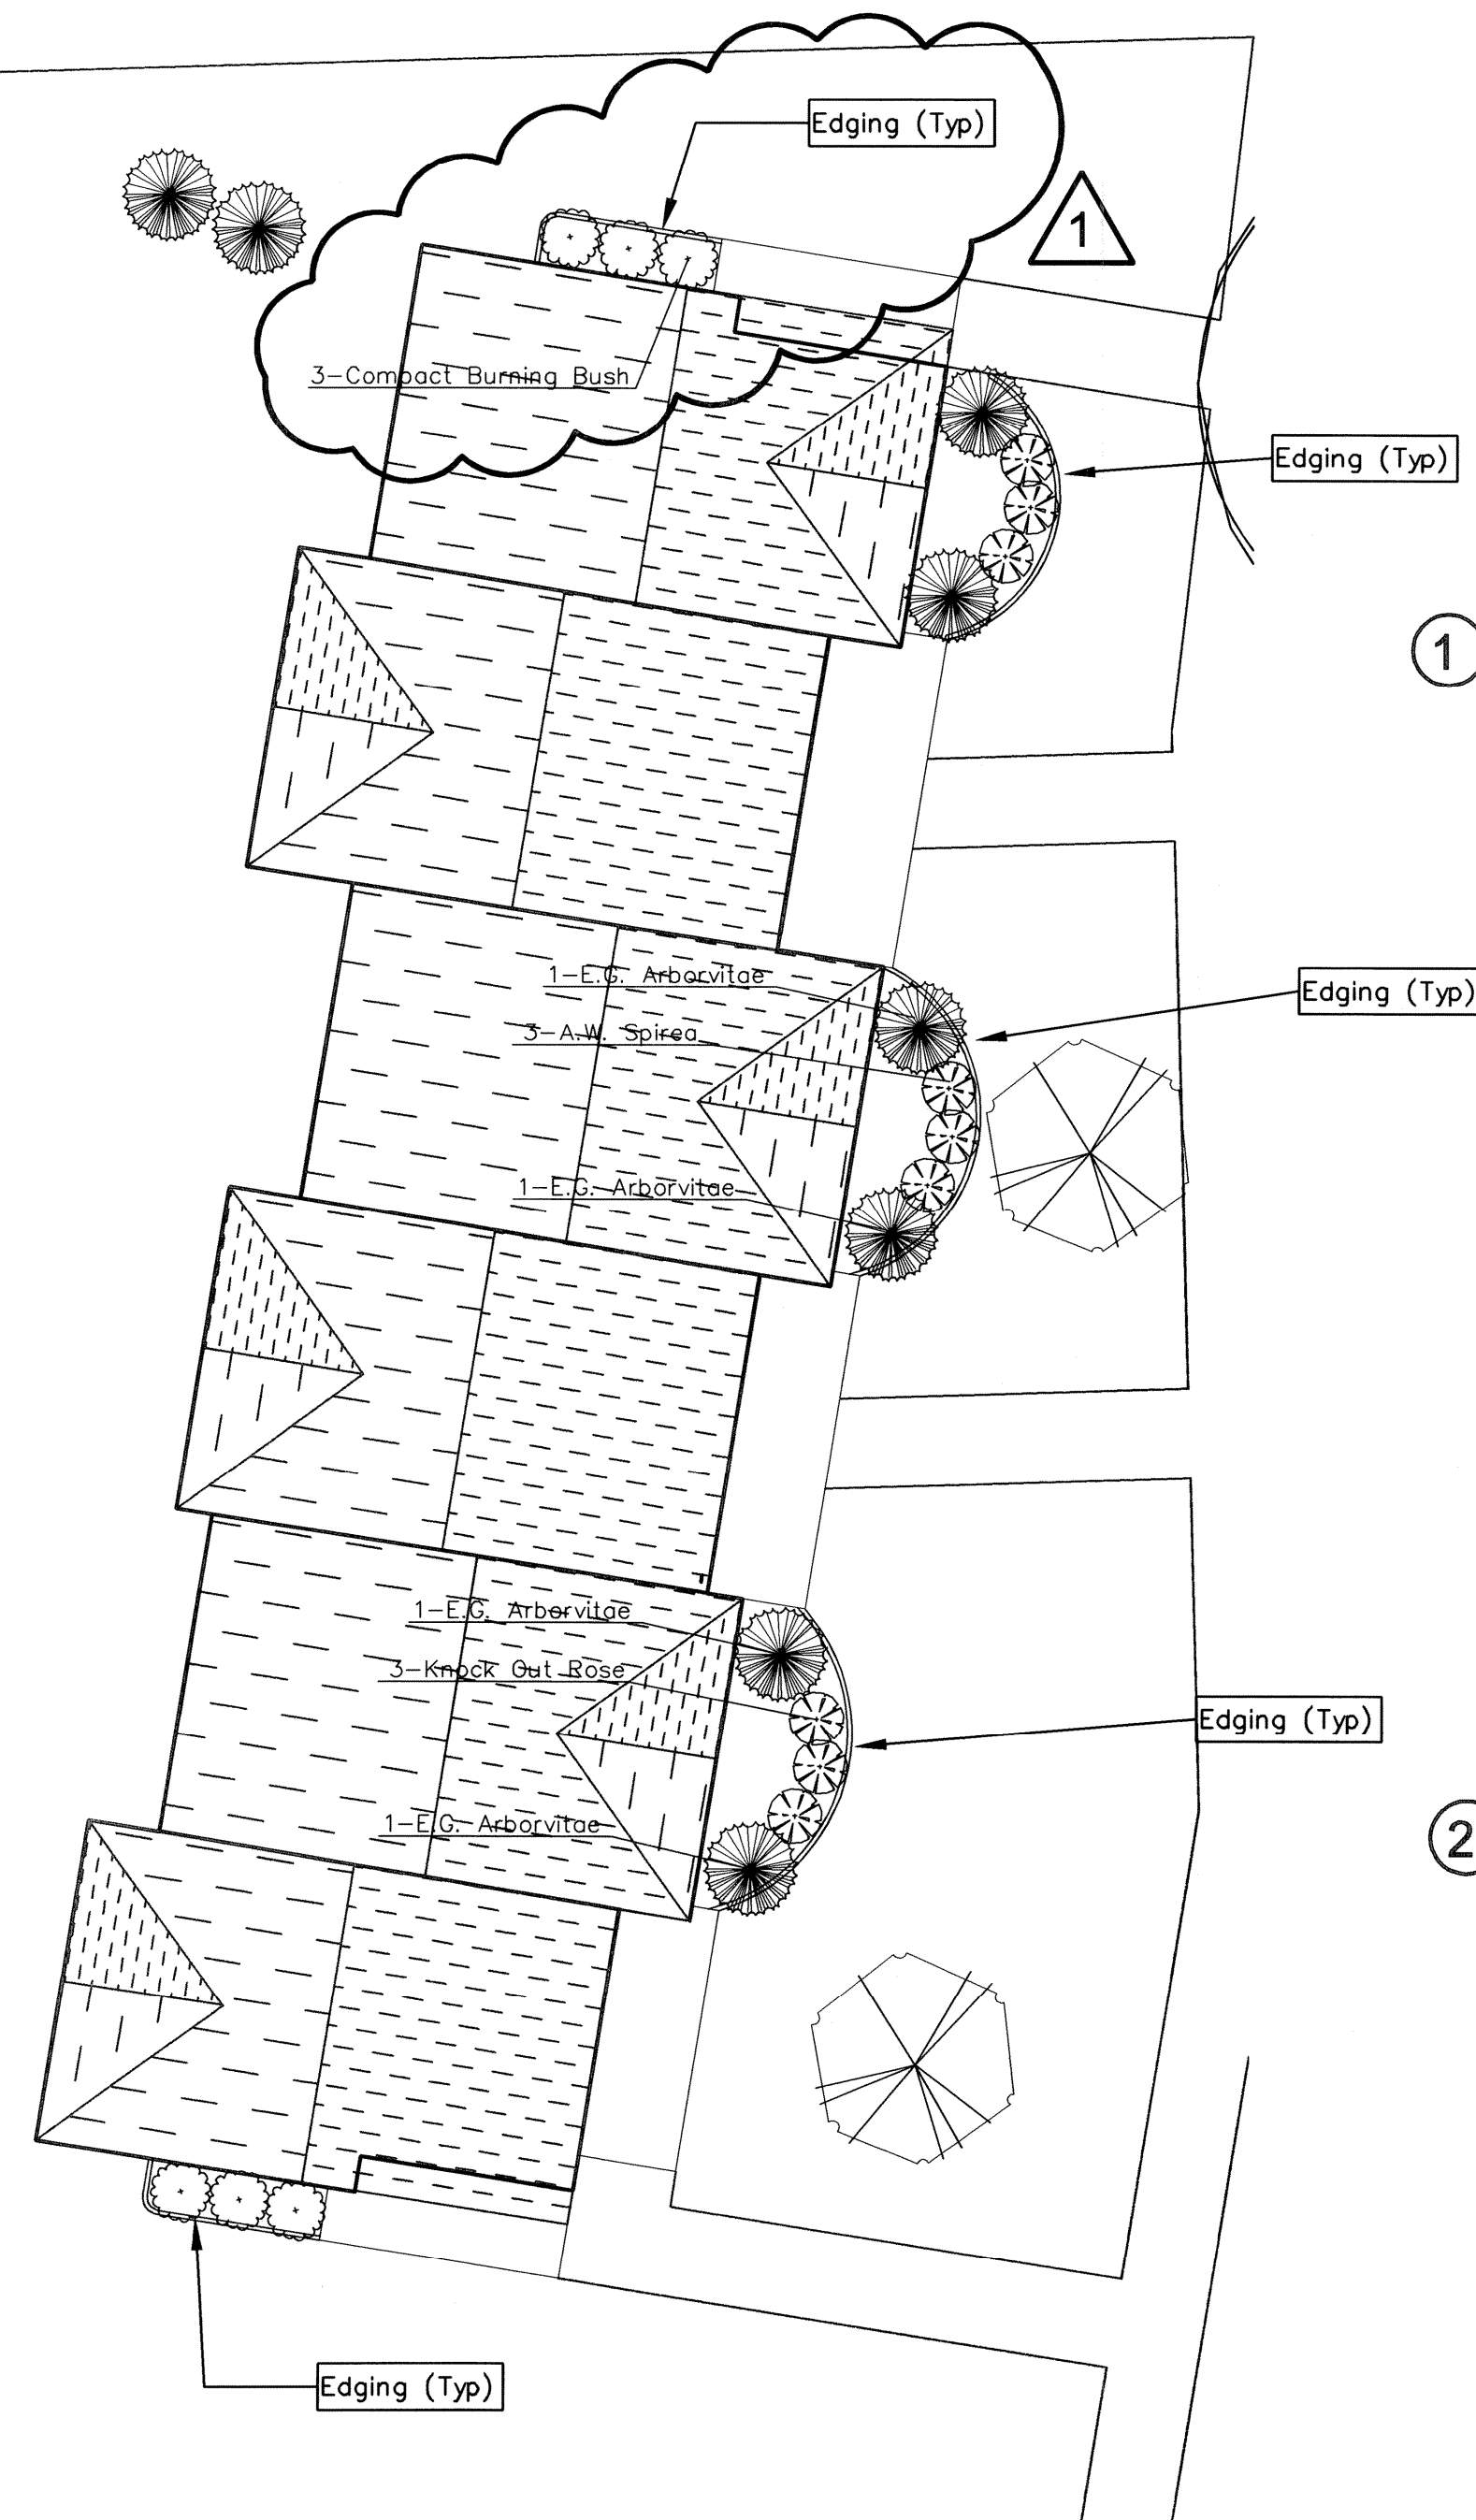 Edging (Typ)
1
3-Compact Burning Bush
Edging (Typ)
1
1-E.G. Arborvitae
Edging (Typ)
3-A.W. Spirea
1-E.G. Arborvitae
1-E.G. Arborvitae
3-Knock Out Rose
Edging (Typ)
1-E.G. Arborvitae
2
Edging (Typ)